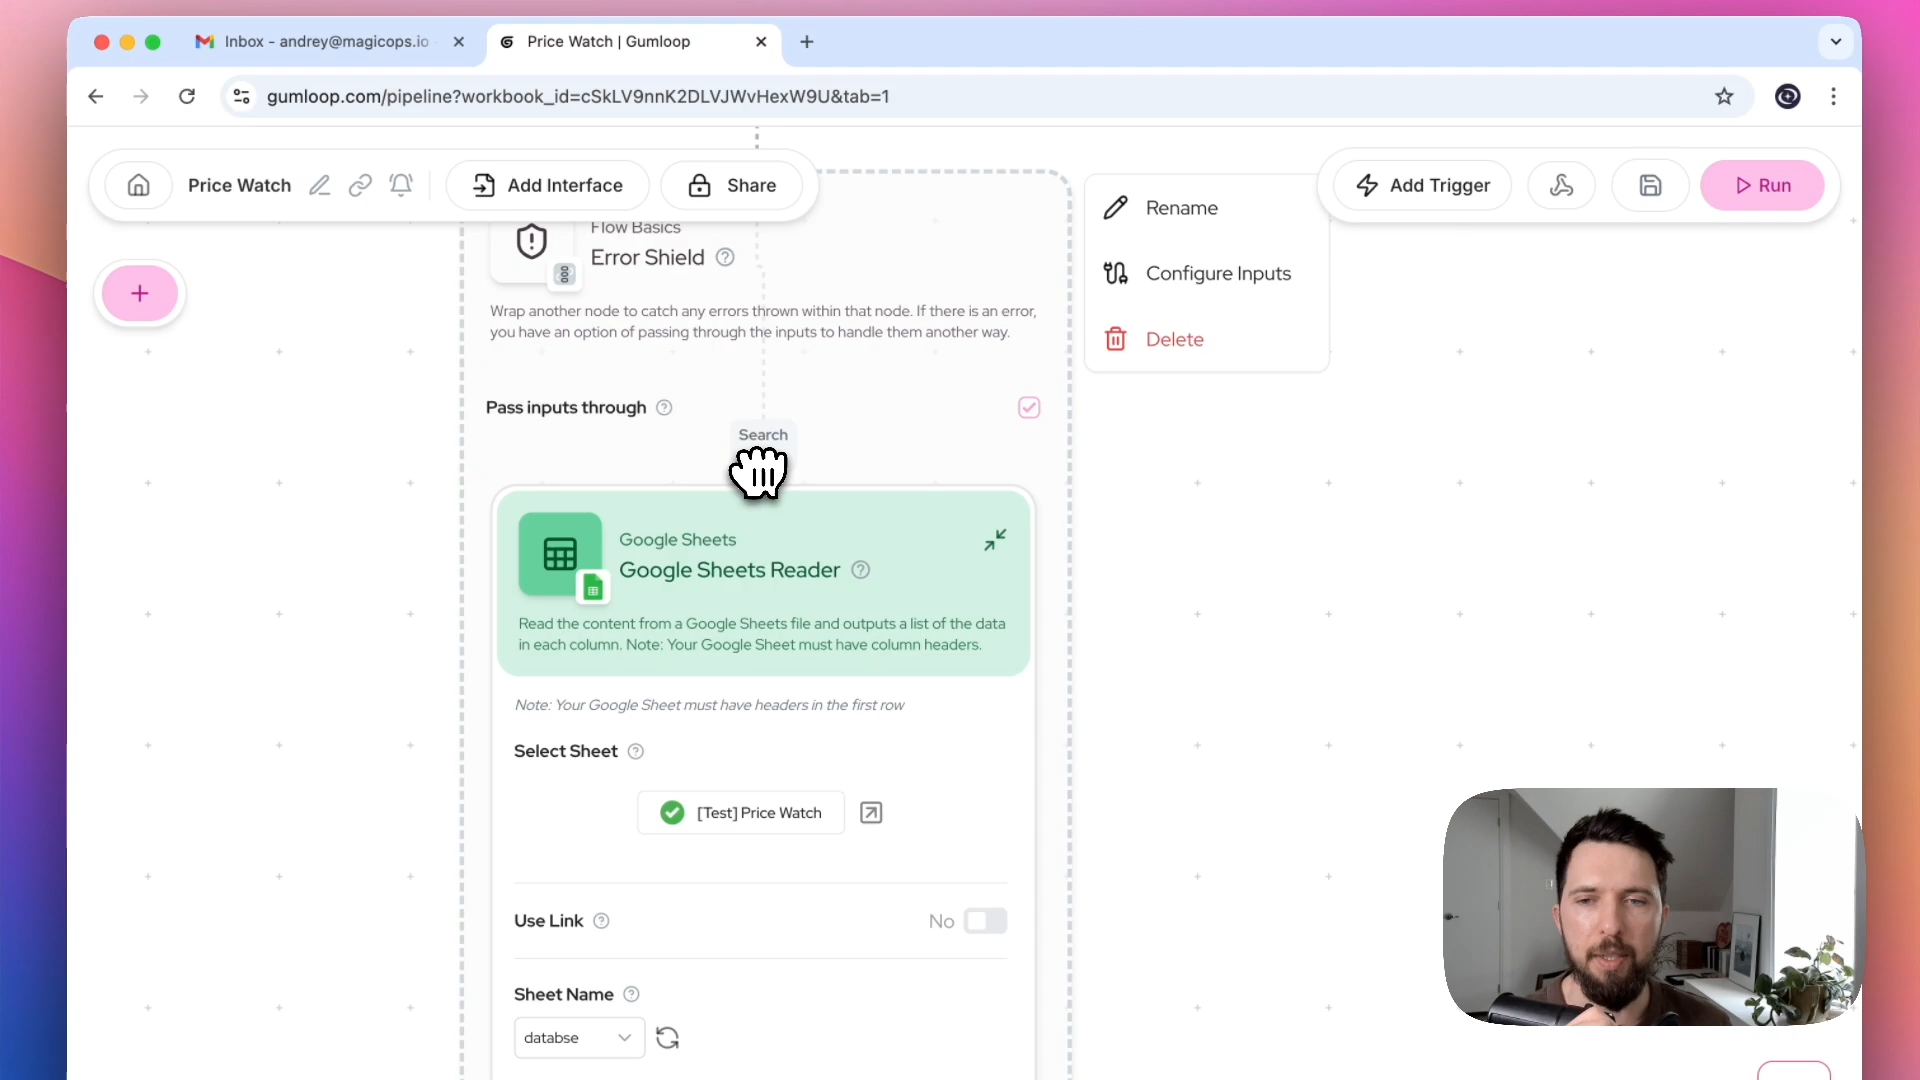 Inbox - andrey@magicops.io
Price Watch | Gumloop
gumloop.com/pipeline?workbook_id=cSkLV9nnK2DLVJWvHexW9U&tab=1
Price Watch
Add Interface
Share
Add Trigger
Run
Rename
Configure Inputs
Delete
Flow Basics
Error Shield
Wrap another node to catch any errors thrown within that node. If there is an error,
you have an option of passing through the inputs to handle them another way.
Pass inputs through
Search
Google Sheets
Google Sheets Reader
Read the content from a Google Sheets file and outputs a list of the data
in each column. Note: Your Google Sheet must have column headers.
Note: Your Google Sheet must have headers in the first row
Select Sheet
[Test] Price Watch
Use Link
No
Sheet Name
databse